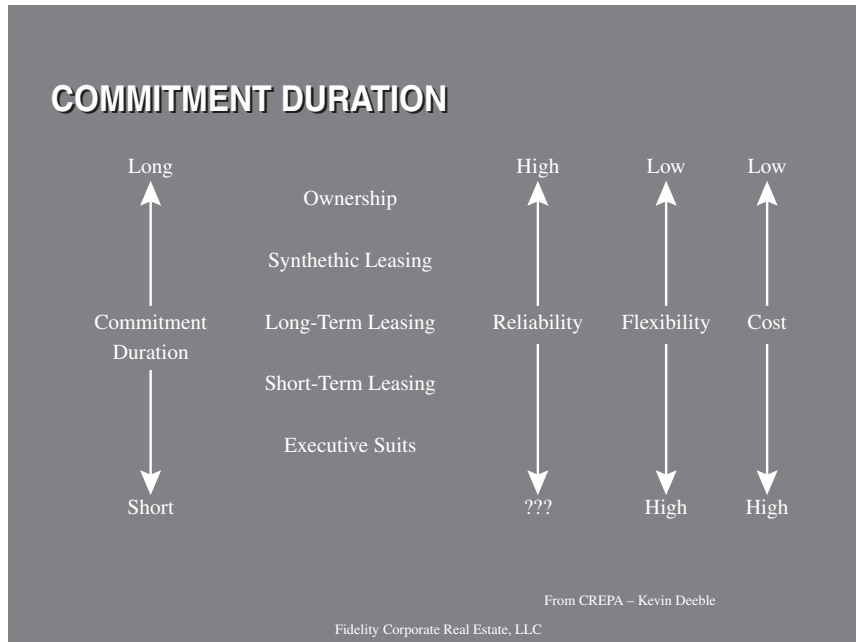 COMMITMENT DURATION
Long High Low Low
Ownership
Synthethic Leasing
Commitment Long-Term Leasing Reliability Flexibility Cost
Duration
Short-Term Leasing
Executive Suits
Short ??? High High
From CREPA – Kevin Deeble
Fidelity Corporate Real Estate, LLC